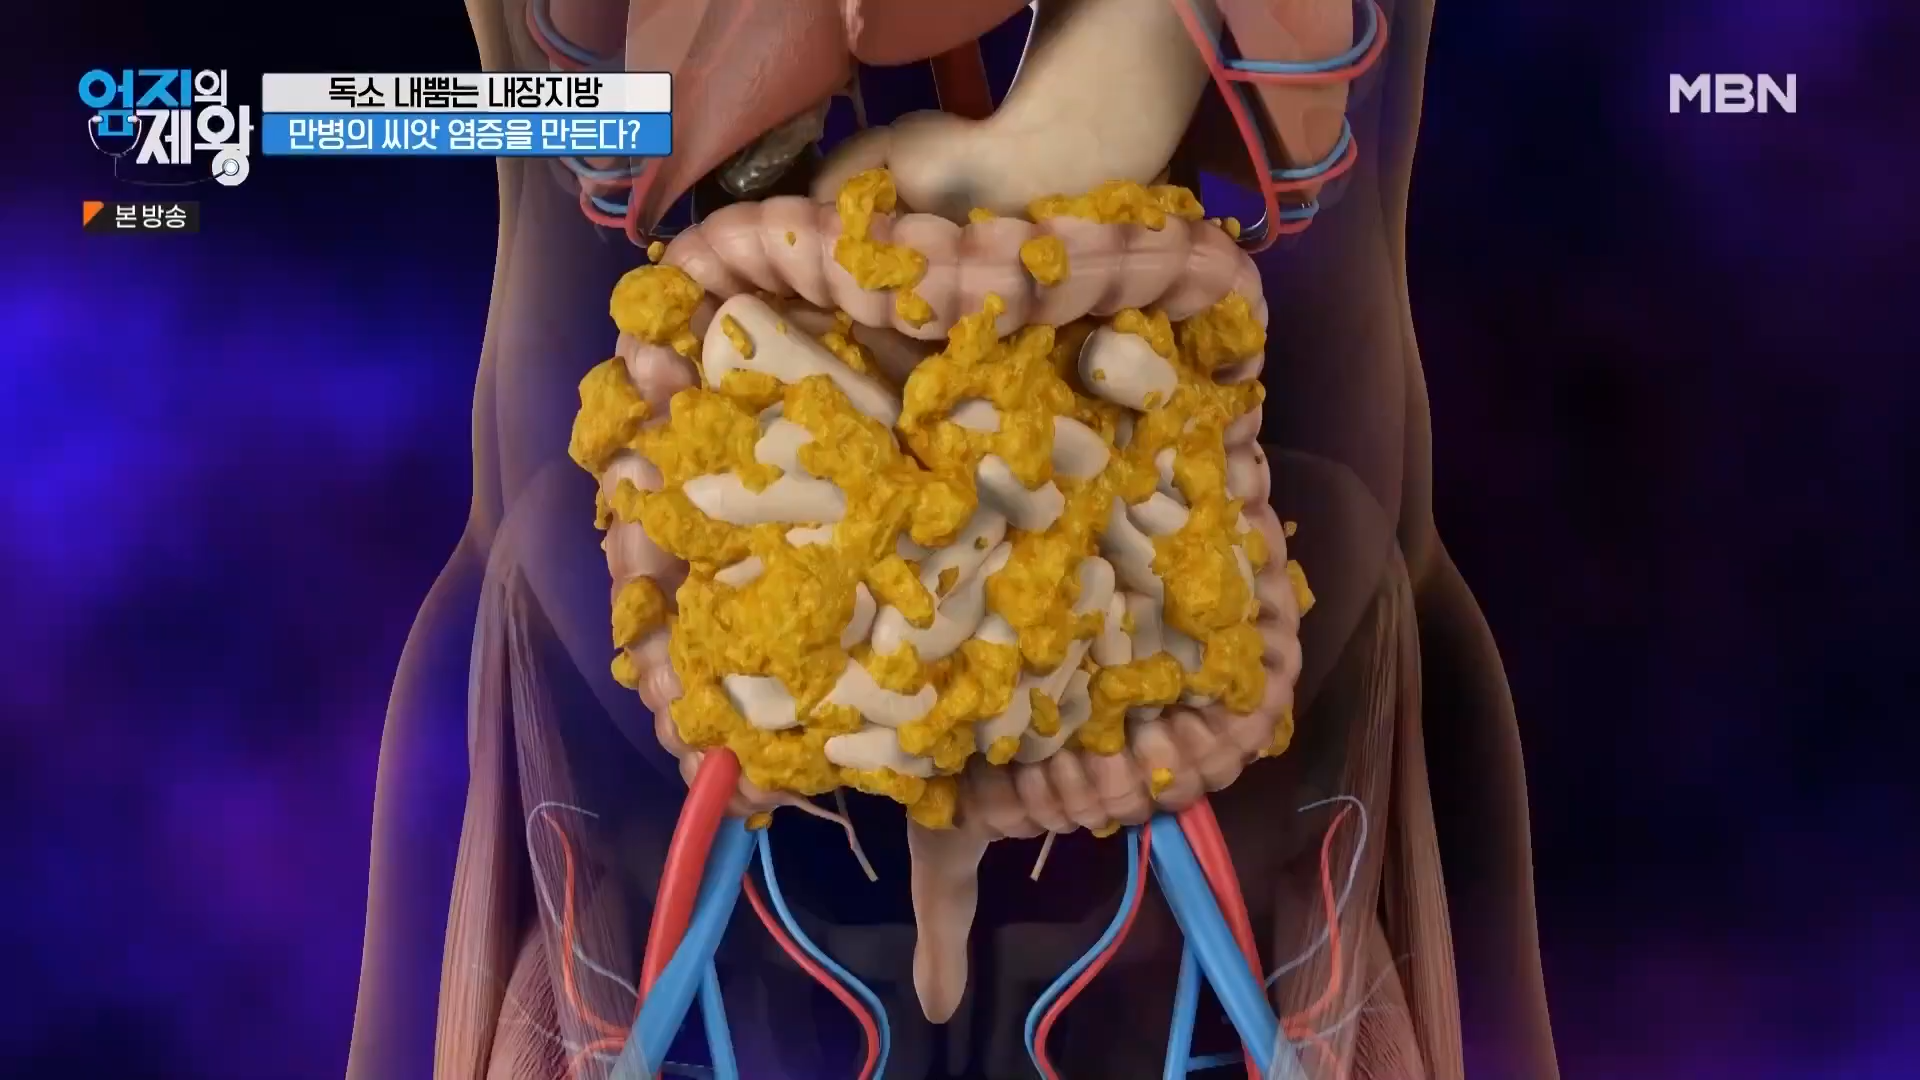 엄지의
제왕
독소 내뿜는 내장지방
만병의 씨앗 염증을 만든다?
본 방송
MBN